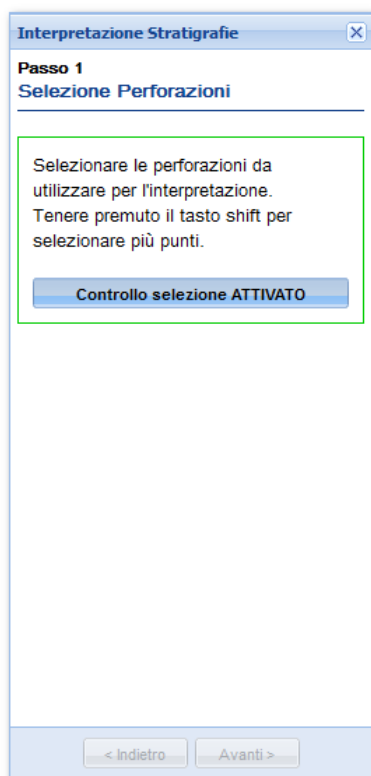 Interpretazione Stratigrafie
Passo 1
Selezione Perforazioni
Selezionare le perforazioni da
utilizzare per l'interpretazione.
Tenere premuto il tasto shift per
selezionare più punti.
Controllo selezione ATTIVATO
< Indietro
Avanti >